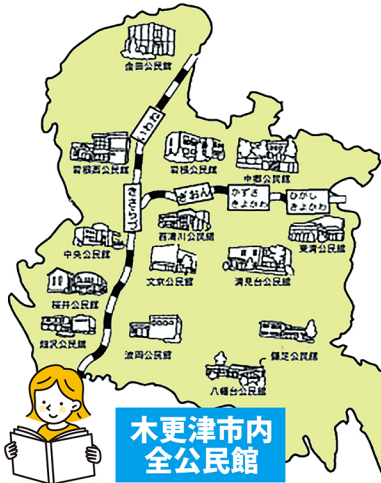 金田公民館
いわね
岩根西公民館
岩根公民館
中郷公民館
きさらづ
ぎおん
かずさ
きよかわ
ひがし
きよかわ
中央公民館
西清川公民館
東清公民館
文京公民館
清見台公民館
桜井公民館
畑沢公民館
波岡公民館
鎌足公民館
八幡台公民館
木更津市内
全公民館